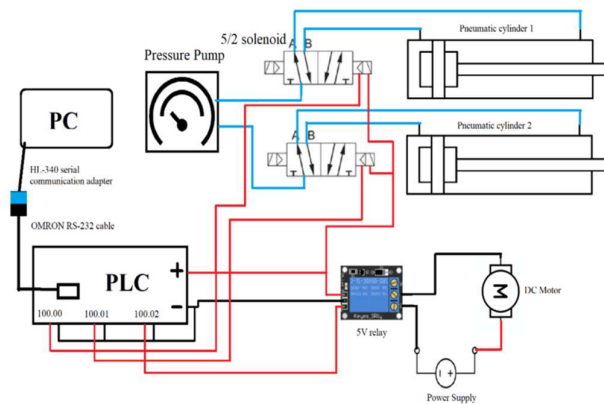 5/2 solenoid
A B
Pneumatic cylinder 1
Pressure Pump
PC
A B
Pneumatic cylinder 2
HL-340 serial
communication adapter
OMRON RS-232 cable
PLC
+
-
100.00
100.01
100.02
5V relay
M
DC Motor
- +
Power Supply